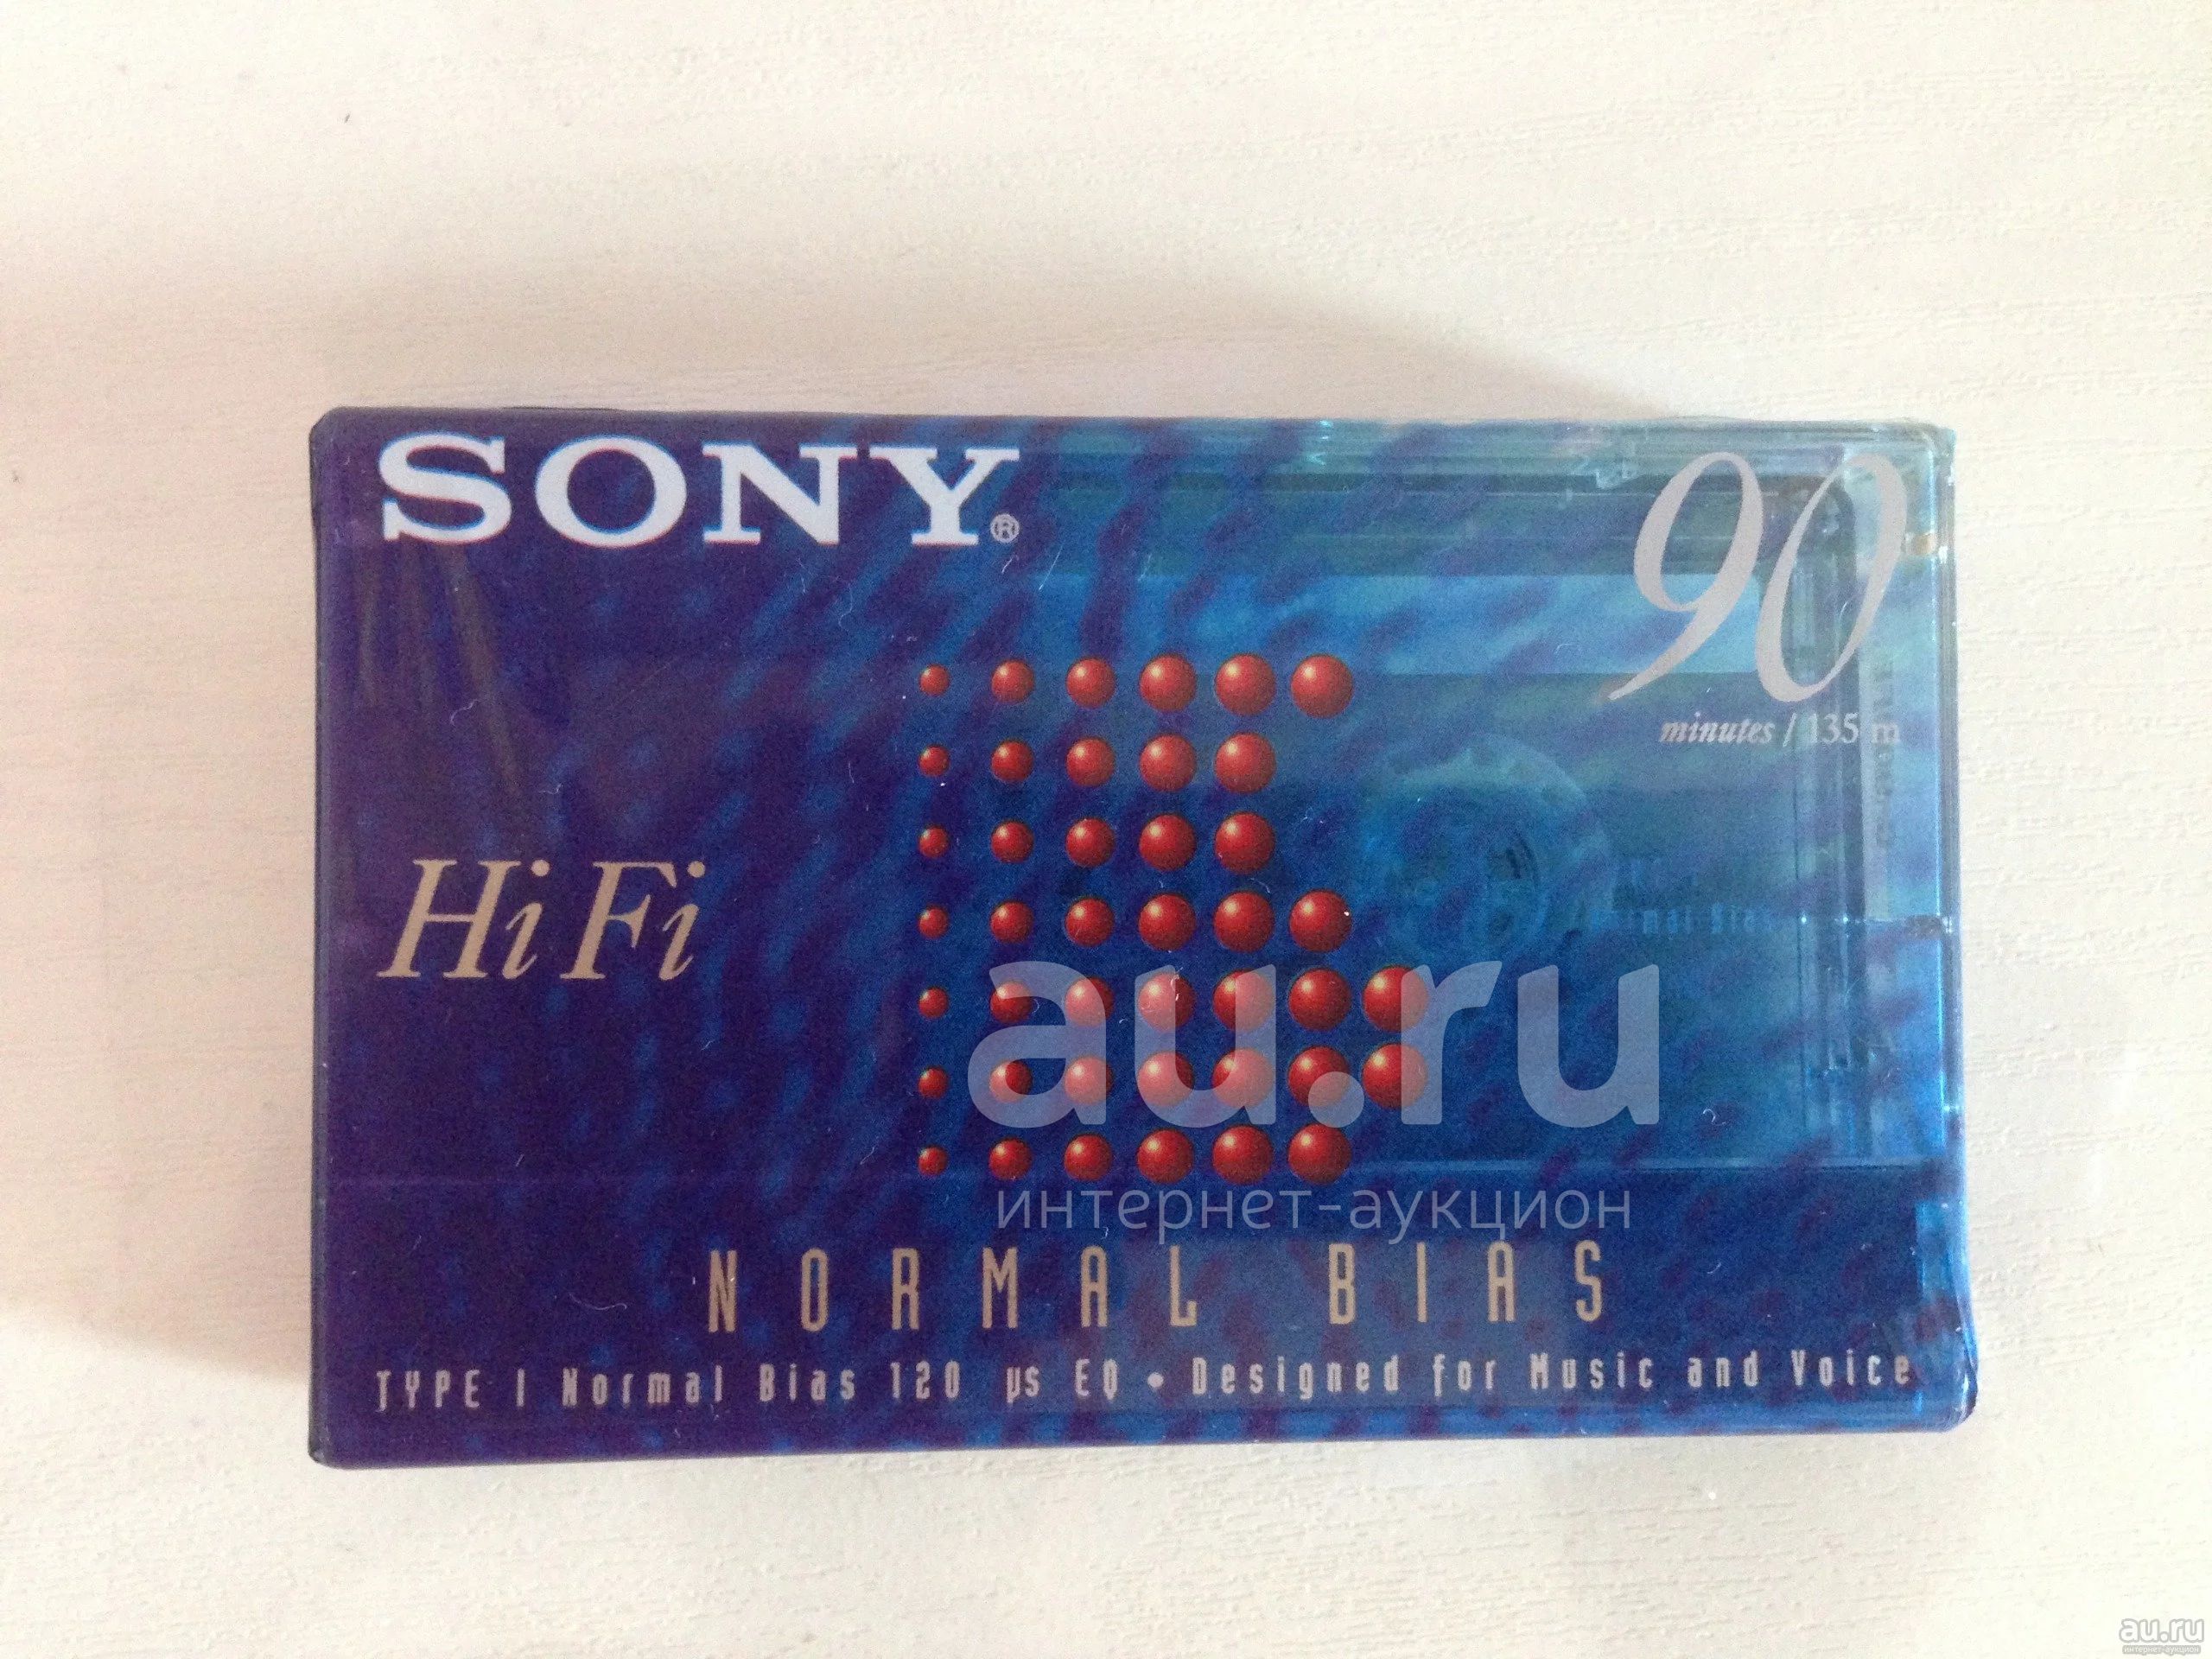 SONY®
90
minutes / 135 m
Hi Fi
au.ru
интернет-аукцион
NORMAL BIAS
TYPE I Normal Bias 120 µs EQ • Designed for Music and Voice
au.ru
интернет-аукцион